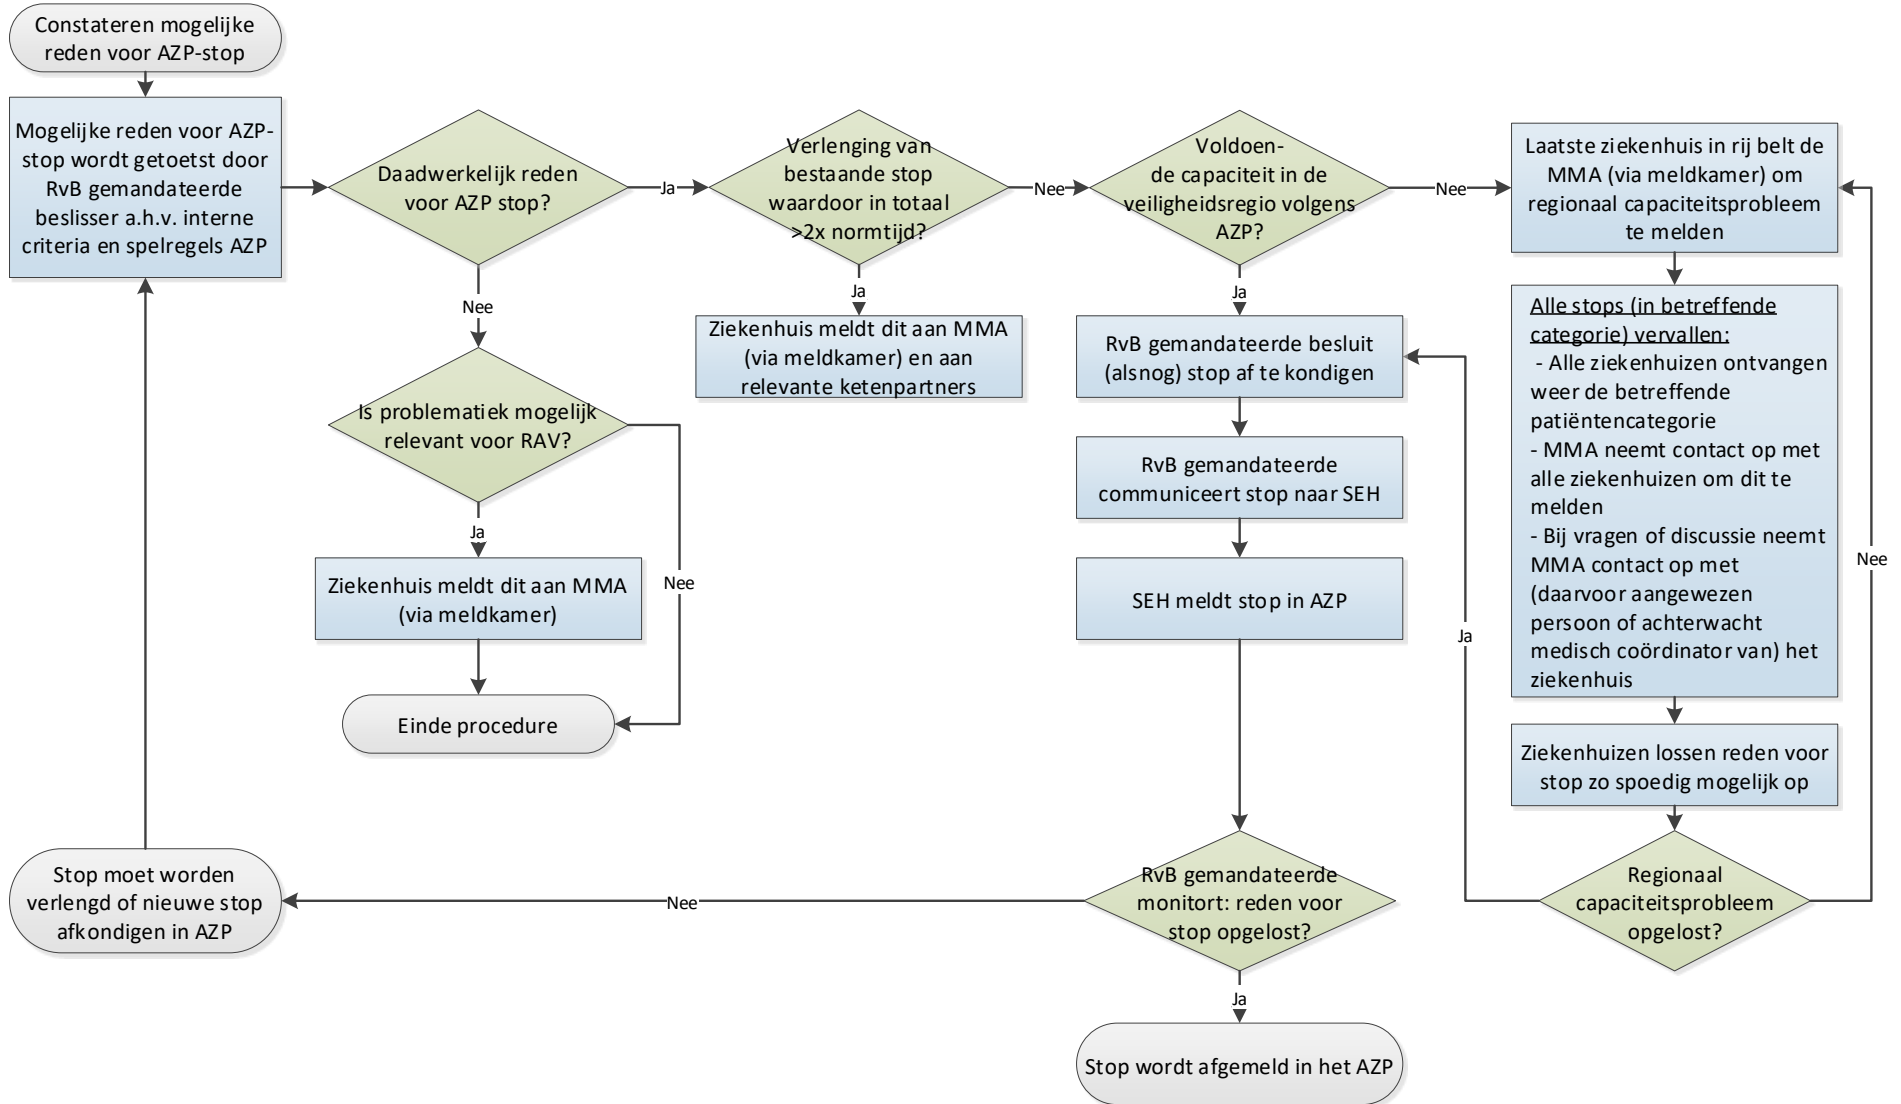 Constateren mogelijke
reden voor AZP-stop
Mogelijke reden voor AZP-
stop wordt getoetst door
RvB gemandateerde
beslisser a.h.v. interne
criteria en spelregels AZP
Daadwerkelijk reden
voor AZP stop?
Ja
Nee
Verlenging van
bestaande stop
waardoor in totaal
>2x normtijd?
Nee
Ja
Voldoen-
de capaciteit in de
veiligheidsregio volgens
AZP?
Nee
Ja
Laatste ziekenhuis in rij belt de
MMA (via meldkamer) om
regionaal capaciteitsprobleem
te melden
Is problematiek mogelijk
relevant voor RAV?
Ja
Nee
Ziekenhuis meldt dit aan MMA
(via meldkamer)
Einde procedure
Ziekenhuis meldt dit aan MMA
(via meldkamer) en aan
relevante ketenpartners
RvB gemandateerde besluit
(alsnog) stop af te kondigen
RvB gemandateerde
communiceert stop naar SEH
SEH meldt stop in AZP
Alle stops (in betreffende
categorie) vervallen:
- Alle ziekenhuizen ontvangen
weer de betreffende
patiëntencategorie
- MMA neemt contact op met
alle ziekenhuizen om dit te
melden
- Bij vragen of discussie neemt
MMA contact op met
(daarvoor aangewezen
persoon of achterwacht
medisch coördinator van) het
ziekenhuis
Ziekenhuizen lossen reden voor
stop zo spoedig mogelijk op
Regionaal
capaciteitsprobleem
opgelost?
Ja
Nee
RvB gemandateerde
monitort: reden voor
stop opgelost?
Nee
Ja
Stop moet worden
verlengd of nieuwe stop
afkondigen in AZP
Stop wordt afgemeld in het AZP